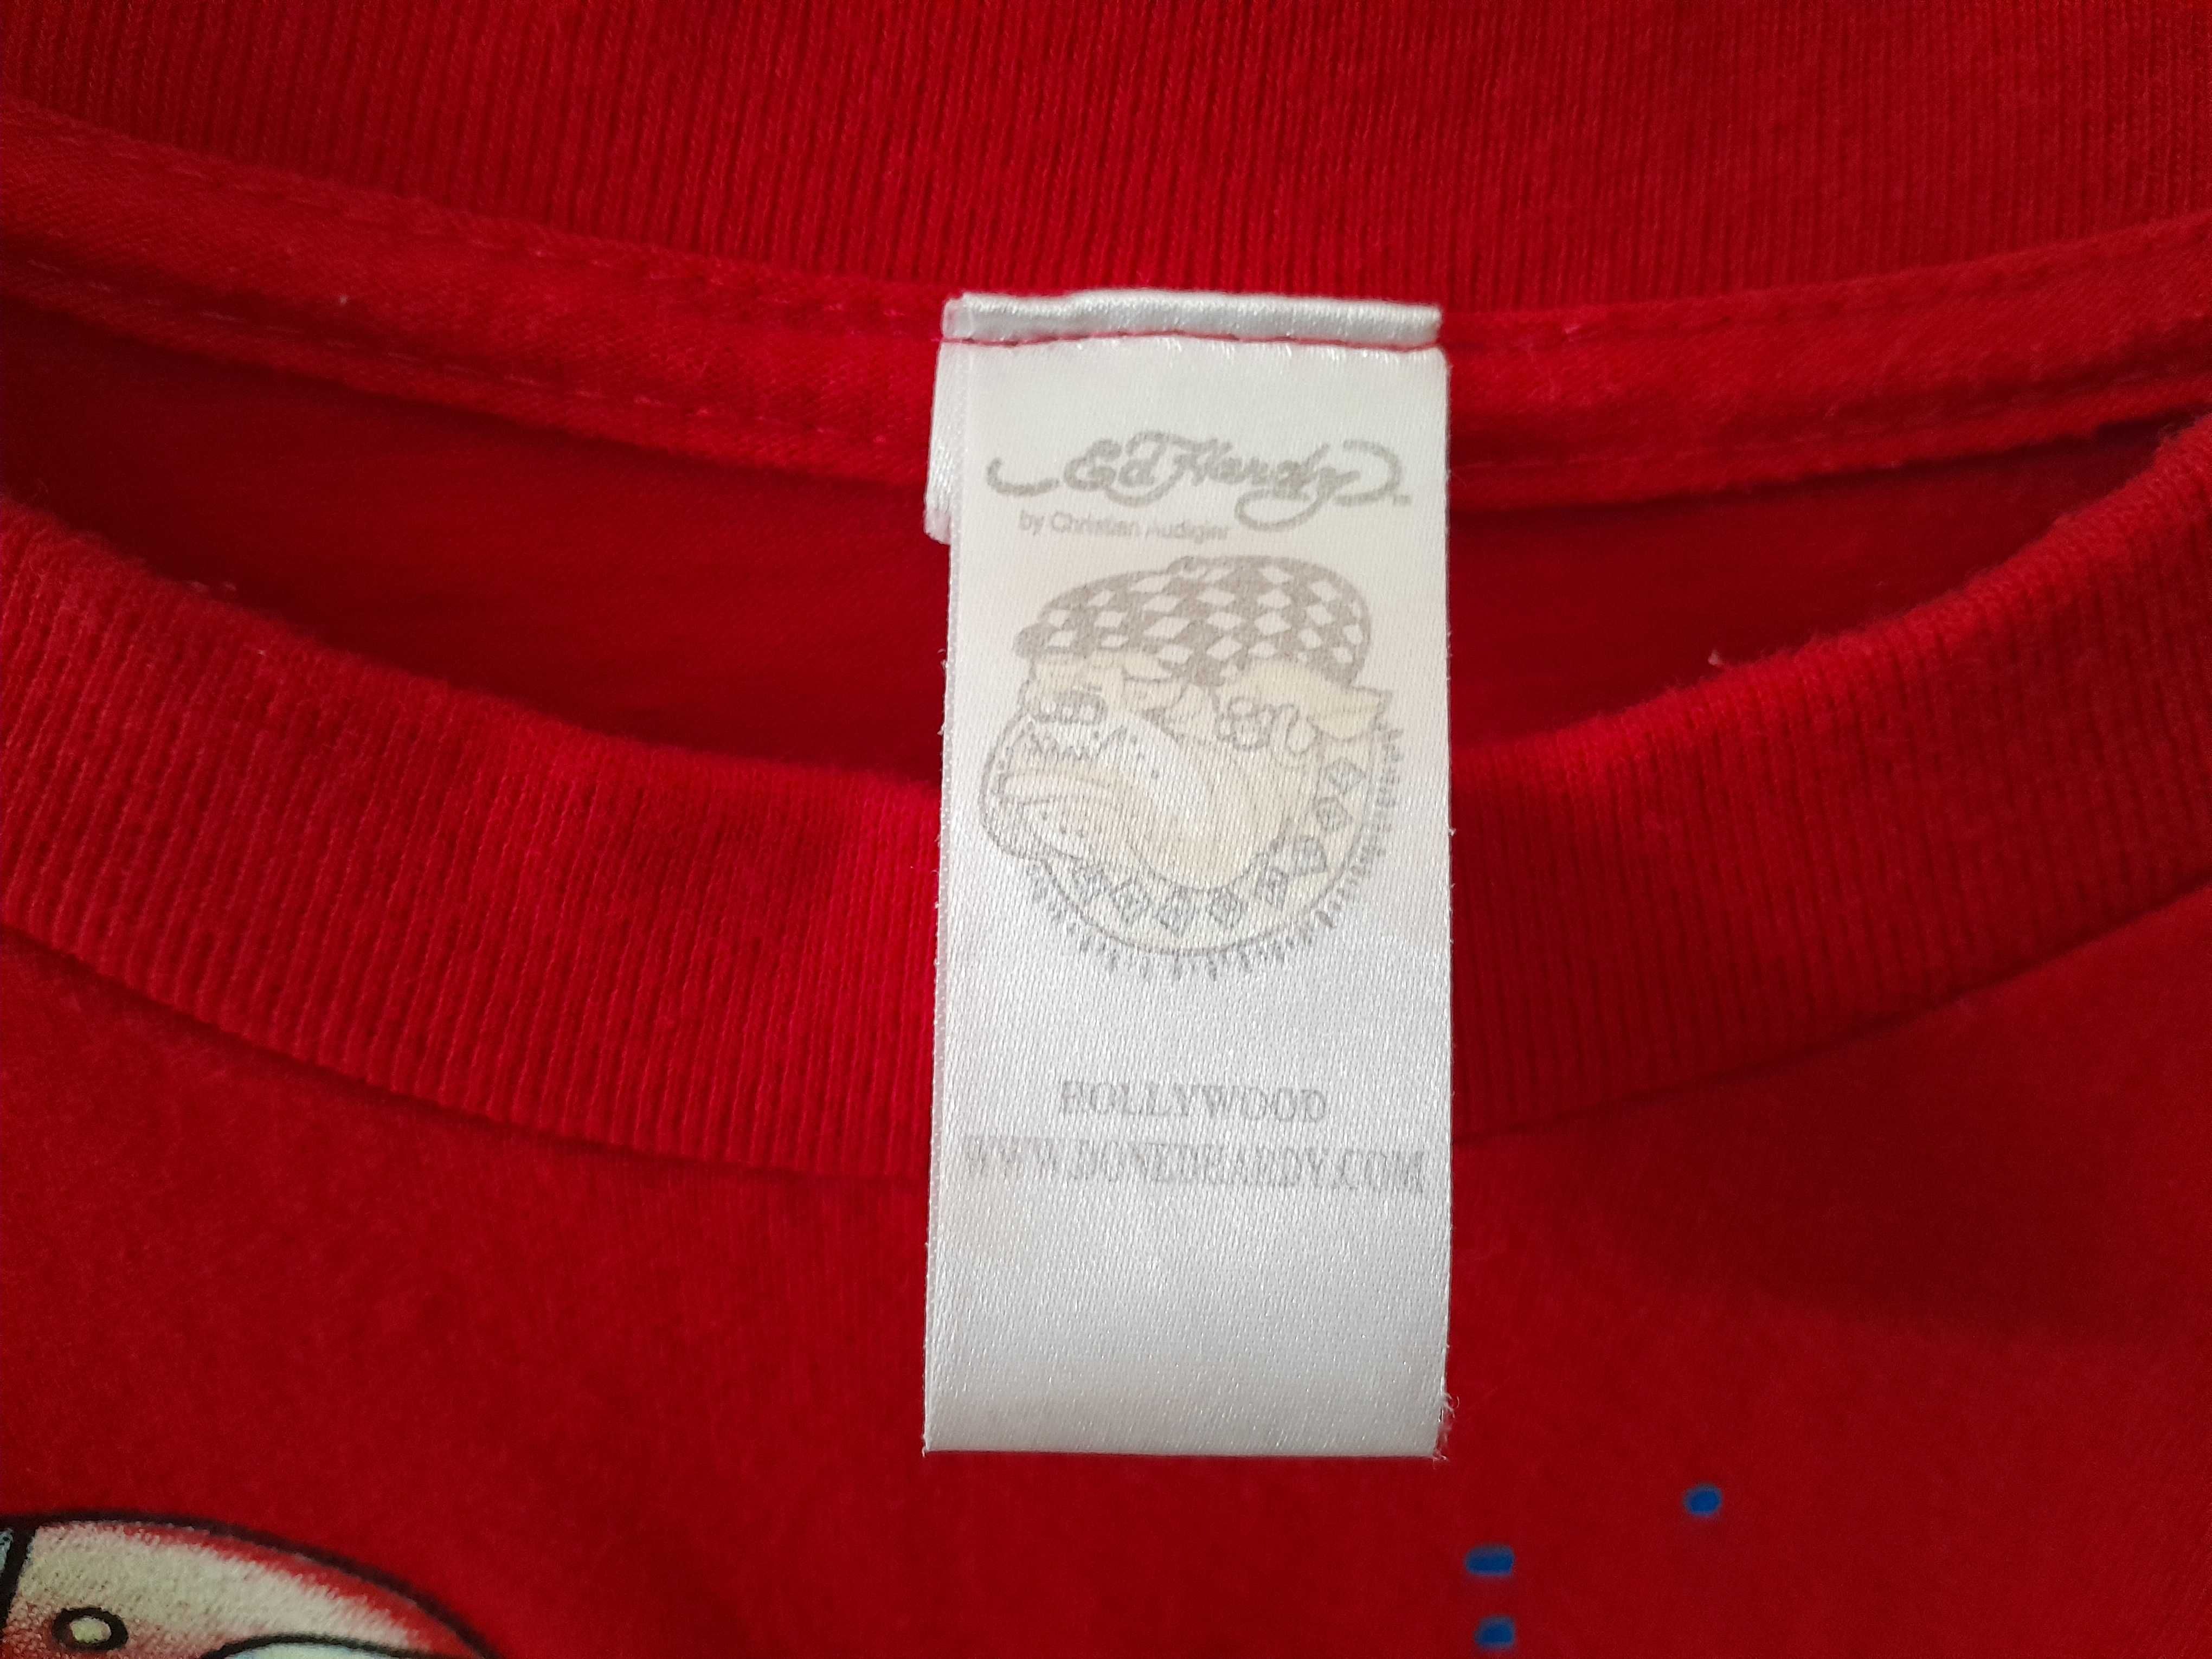 Ed Hardy
by Christian Audigier
HOLLYWOOD
WWW.DONEDHARDY.COM